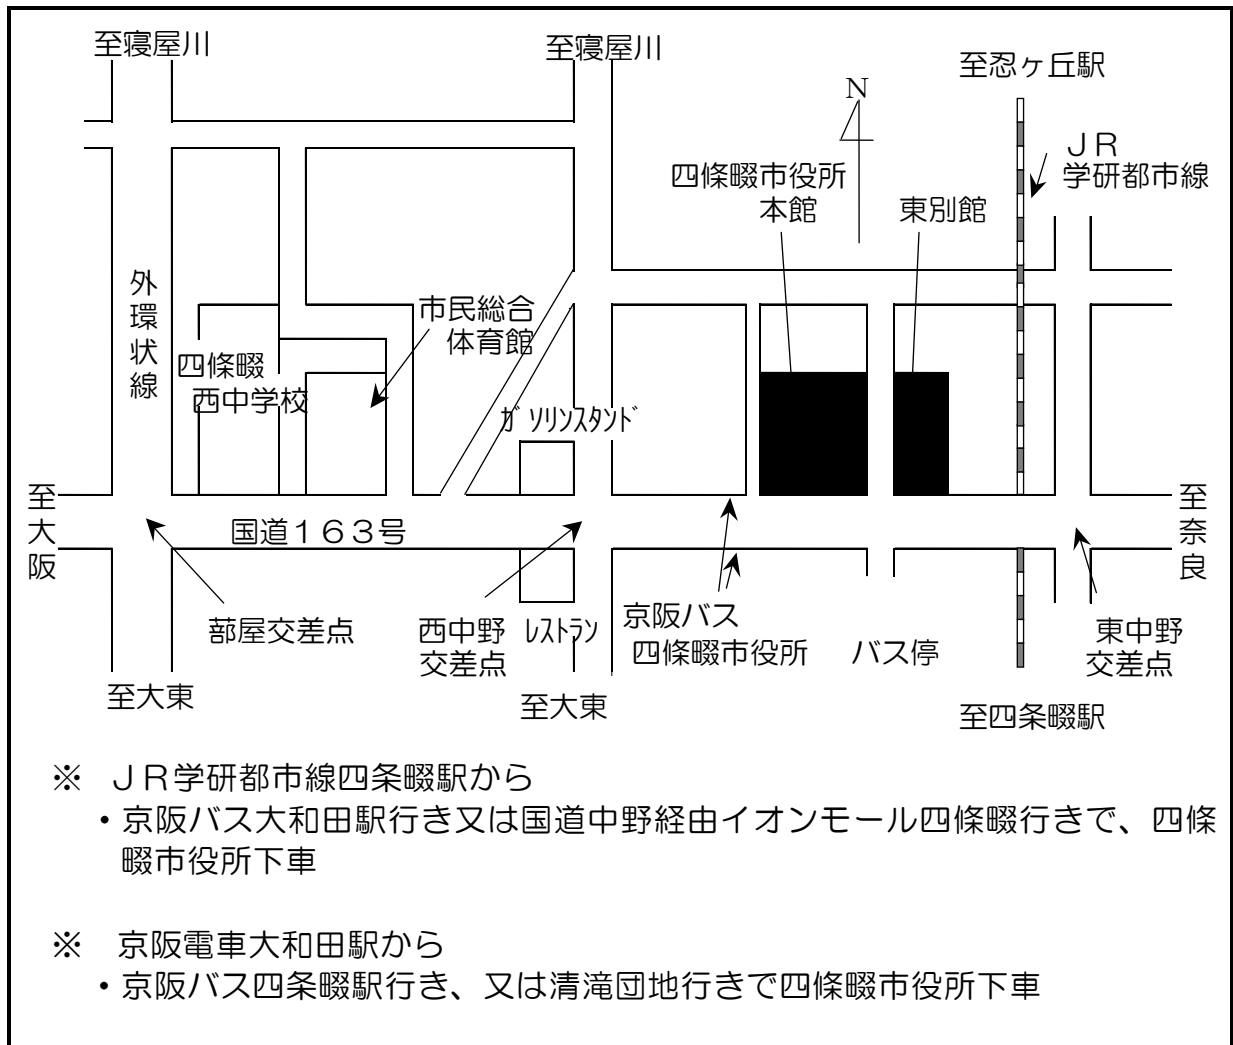 至寝屋川
至寝屋川
至忍ヶ丘駅
N
ＪＲ
学研都市線
四條畷市役所
本館
東別館
外環状線
市民総合
体育館
四條畷
西中学校
ｶﾞｿﾘﾝｽﾀﾝﾄﾞ
至大阪
国道１６３号
至奈良
部屋交差点
西中野
交差点
ﾚｽﾄﾗﾝ
京阪バス
四條畷市役所　バス停
東中野
交差点
至大東
至大東
至四条畷駅
※　ＪＲ学研都市線四条畷駅から
・京阪バス大和田駅行き又は国道中野経由イオンモール四條畷行きで、四條
畷市役所下車
※　京阪電車大和田駅から
・京阪バス四条畷駅行き、又は清滝団地行きで四條畷市役所下車